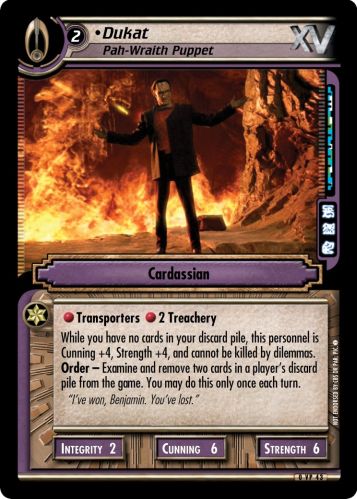 2
•Dukat
Pah-Wraith Puppet
XV
Cardassian
Transporters 2 Treachery
While you have no cards in your discard pile, this personnel is
Cunning +4, Strength +4, and cannot be killed by dilemmas.
Order – Examine and remove two cards in a player's discard
pile from the game. You may do this only once each turn.
"I've won, Benjamin. You've lost."
INTEGRITY 2
CUNNING 6
STRENGTH 6
0 VP 48